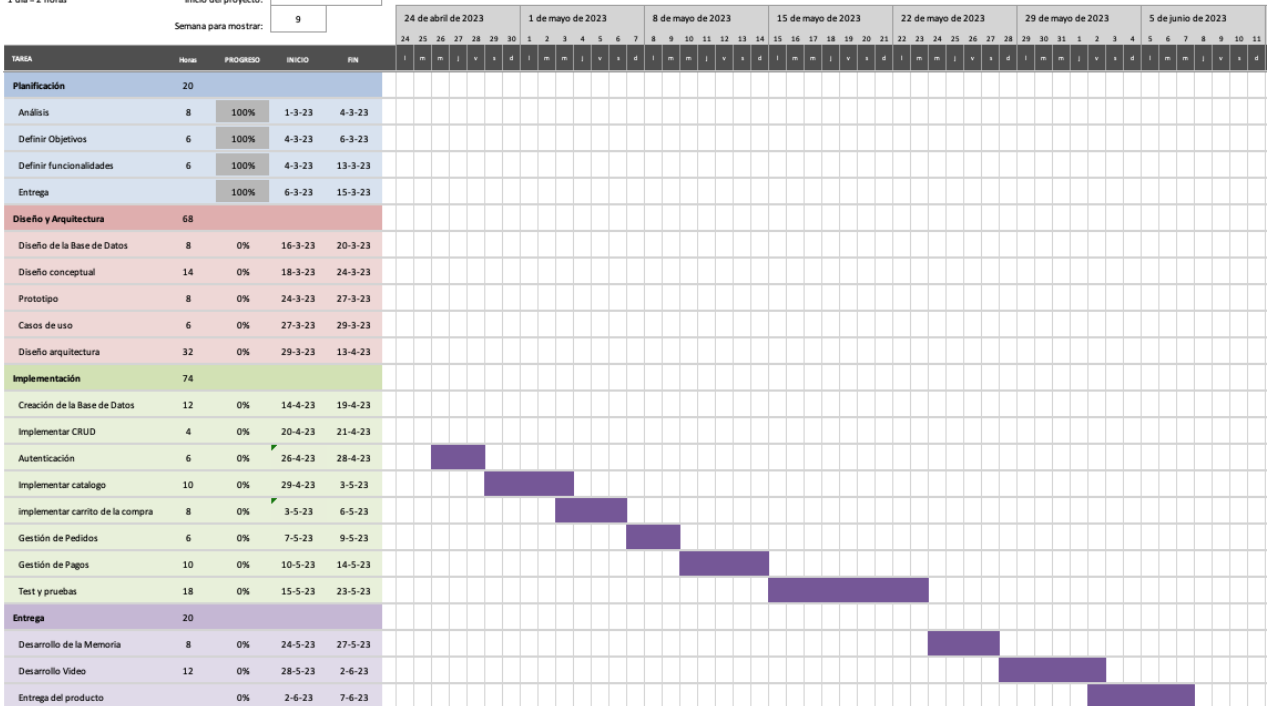 1 día = 2 horas Inicio del proyecto:
Semana para mostrar: 9
24 de abril de 2023 1 de mayo de 2023 8 de mayo de 2023 15 de mayo de 2023 22 de mayo de 2023 29 de mayo de 2023 5 de junio de 2023
24 25 26 27 28 29 30 1 2 3 4 5 6 7 8 9 10 11 12 13 14 15 16 17 18 19 20 21 22 23 24 25 26 27 28 29 30 31 1 2 3 4 5 6 7 8 9 10 11
TAREA Horas PROGRESO INICIO FIN l m m j v s d l m m j v s d l m m j v s d l m m j v s d l m m j v s d l m m j v s d l m m j v s d
Planificación 20
Análisis 8 100% 1-3-23 4-3-23
Definir Objetivos 6 100% 4-3-23 6-3-23
Definir funcionalidades 6 100% 4-3-23 13-3-23
Entrega 100% 6-3-23 15-3-23
Diseño y Arquitectura 68
Diseño de la Base de Datos 8 0% 16-3-23 20-3-23
Diseño conceptual 14 0% 18-3-23 24-3-23
Prototipo 8 0% 24-3-23 27-3-23
Casos de uso 6 0% 27-3-23 29-3-23
Diseño arquitectura 32 0% 29-3-23 13-4-23
Implementación 74
Creación de la Base de Datos 12 0% 14-4-23 19-4-23
Implementar CRUD 4 0% 20-4-23 21-4-23
Autenticación 6 0% 26-4-23 28-4-23
Implementar catalogo 10 0% 29-4-23 3-5-23
implementar carrito de la compra 8 0% 3-5-23 6-5-23
Gestión de Pedidos 6 0% 7-5-23 9-5-23
Gestión de Pagos 10 0% 10-5-23 14-5-23
Test y pruebas 18 0% 15-5-23 23-5-23
Entrega 20
Desarrollo de la Memoria 8 0% 24-5-23 27-5-23
Desarrollo Video 12 0% 28-5-23 2-6-23
Entrega del producto 0% 2-6-23 7-6-23